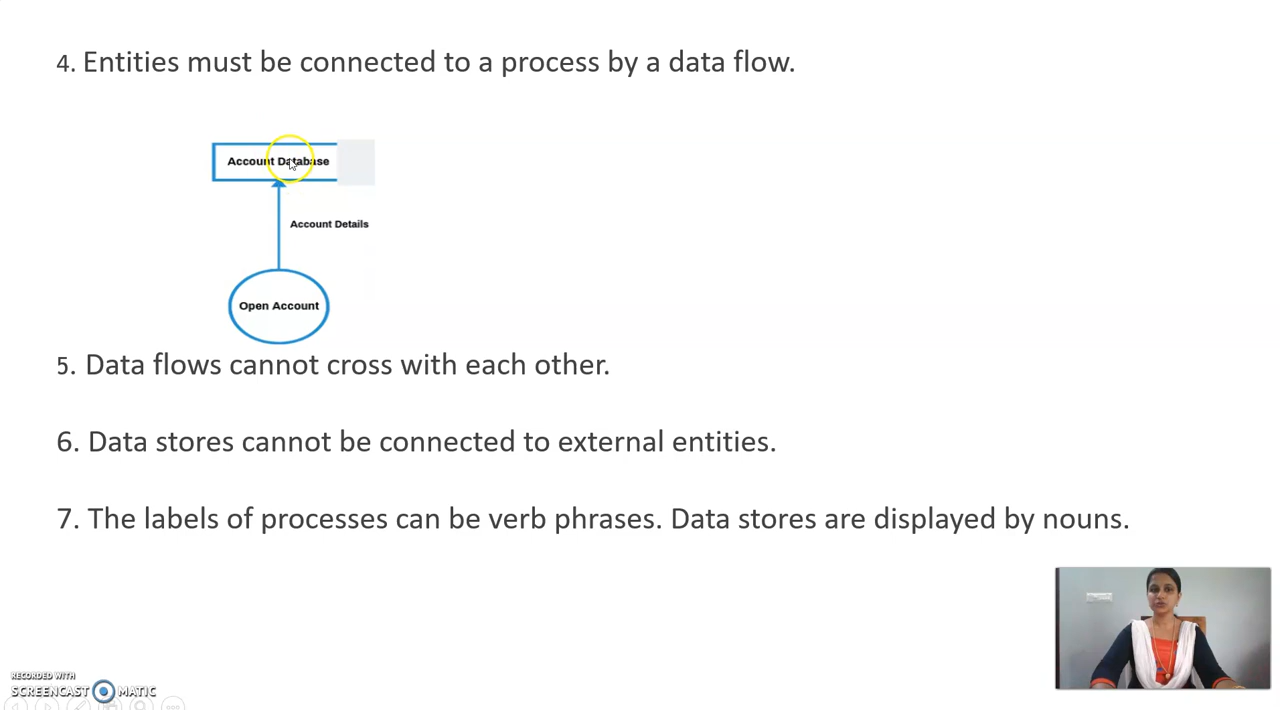 4. Entities must be connected to a process by a data flow.
Account Database
Account Details
Open Account
5. Data flows cannot cross with each other.
6. Data stores cannot be connected to external entities.
7. The labels of processes can be verb phrases. Data stores are displayed by nouns.
RECORDED WITH
SCREENCAST MATIC